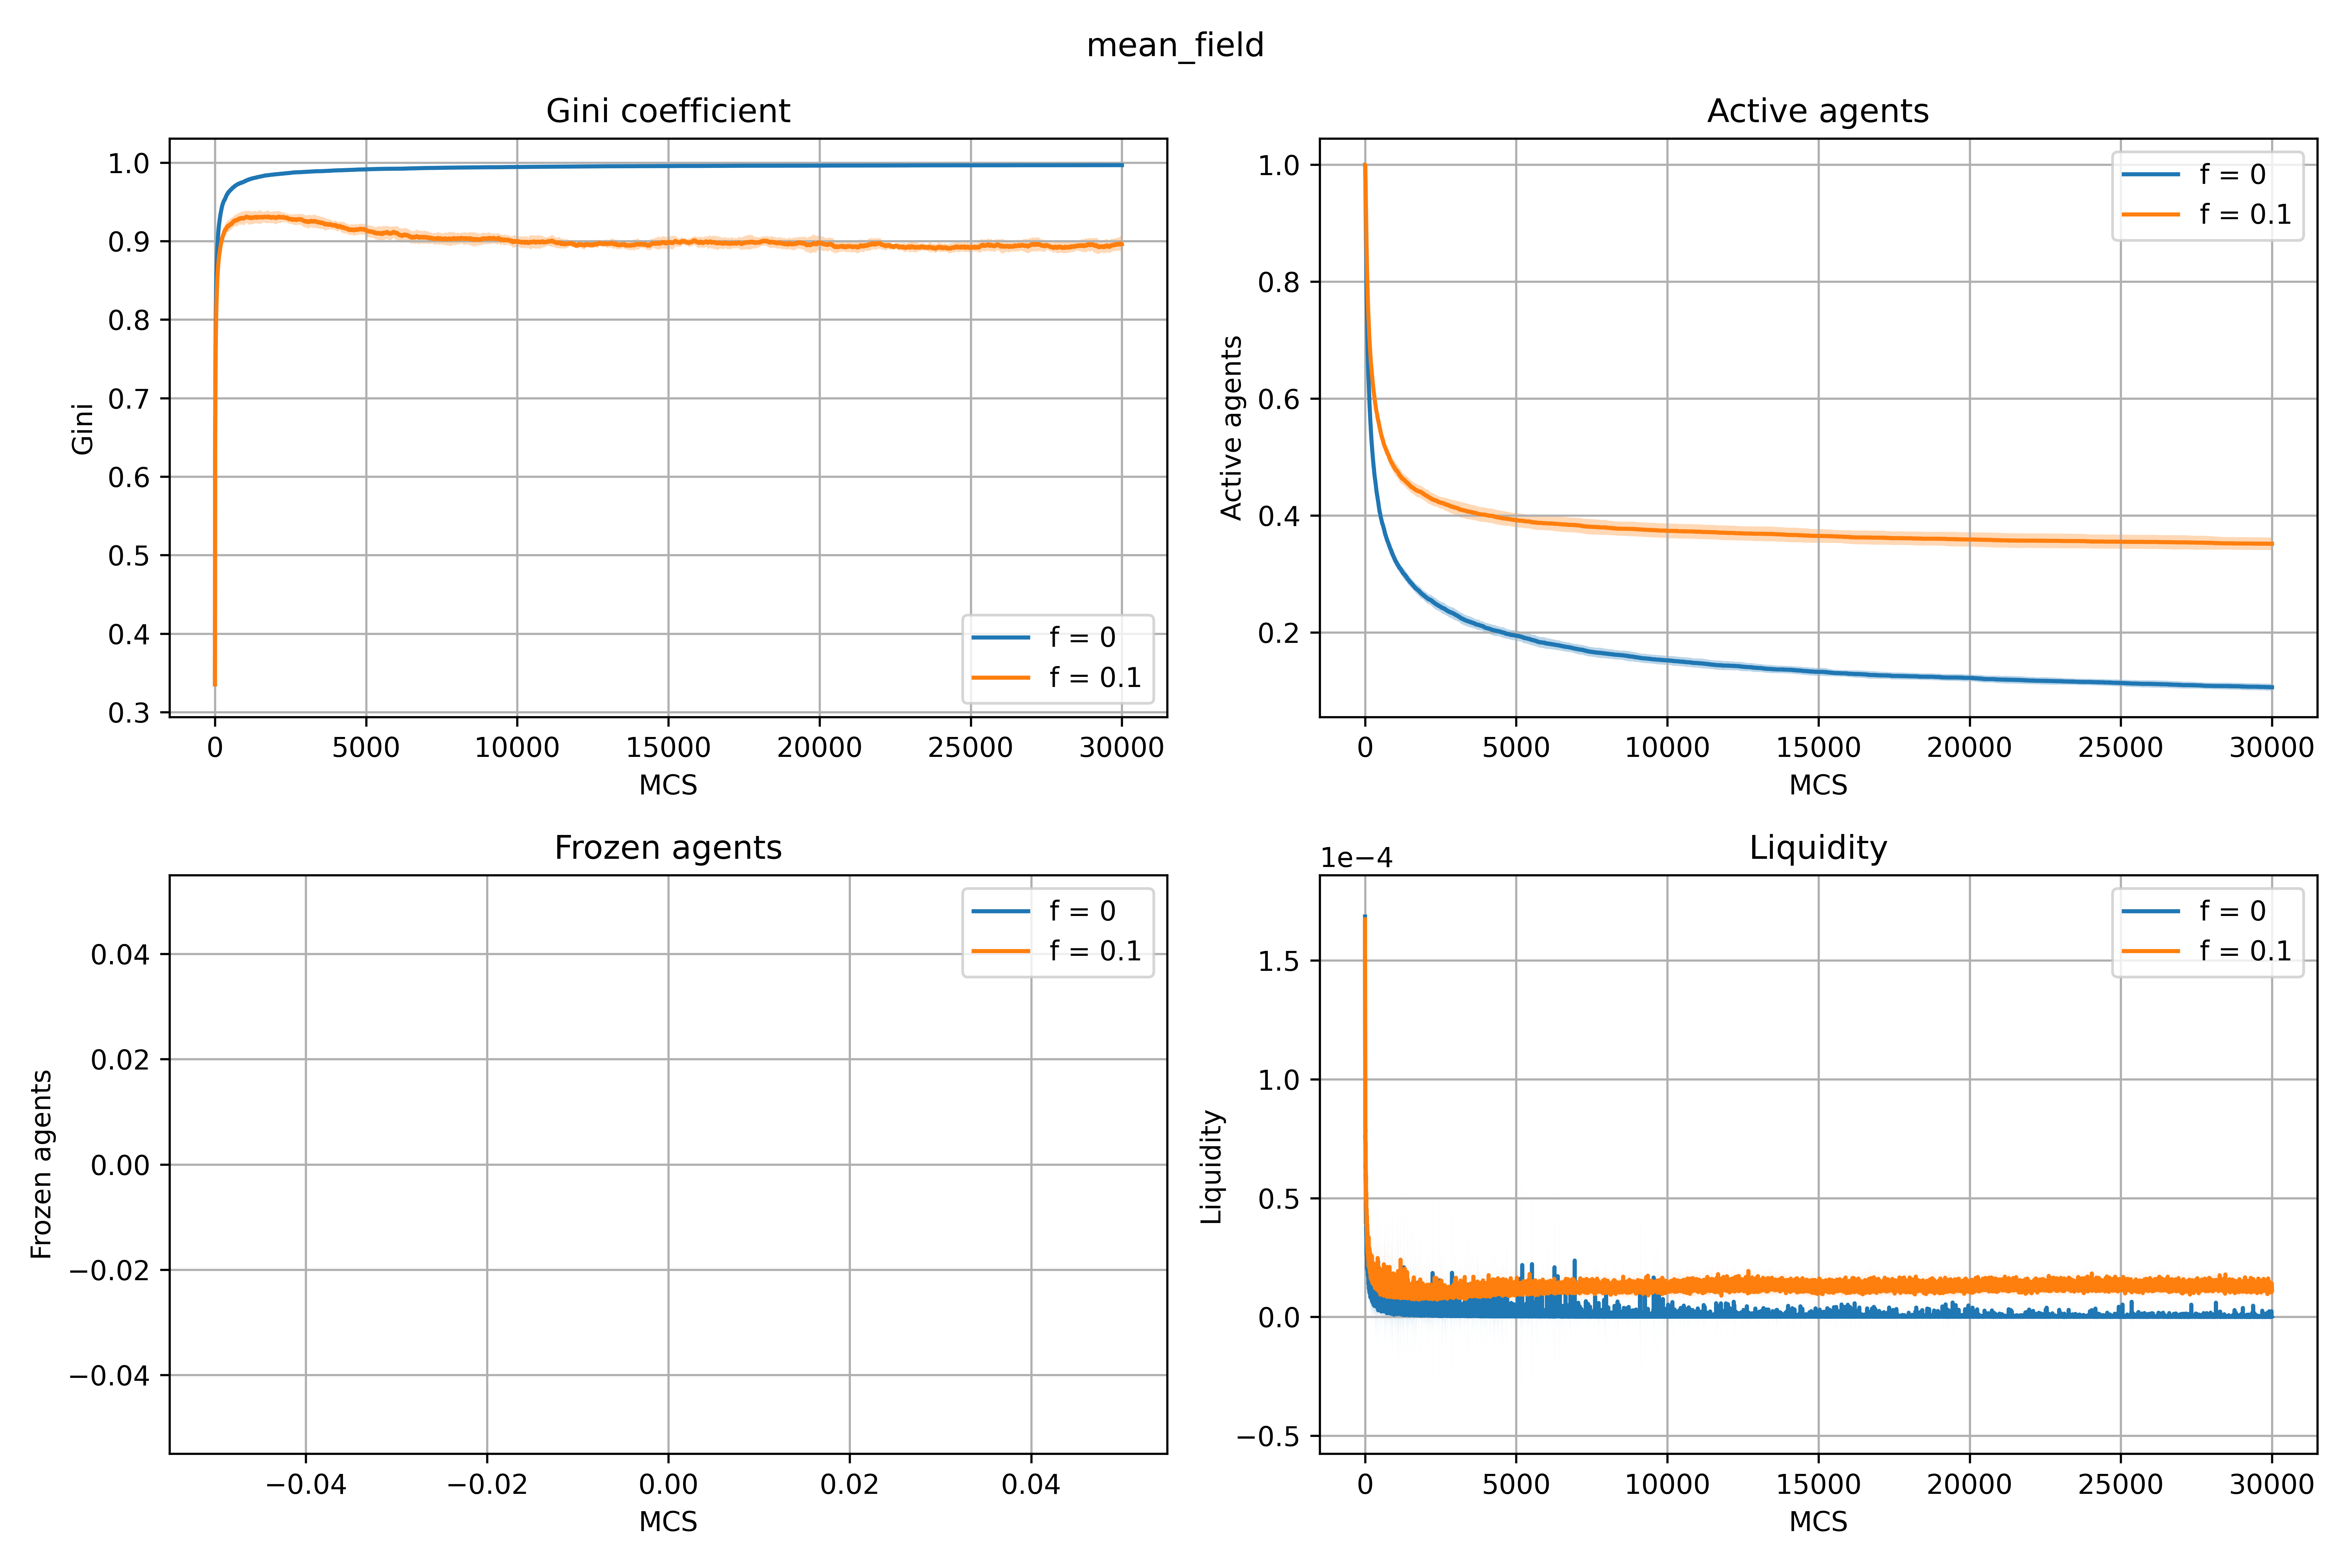 mean_field
Gini coefficient
Gini
1.0
0.9
0.8
0.7
0.6
0.5
0.4
0.3
f = 0
f = 0.1
0 5000 10000 15000 20000 25000 30000
MCS
Active agents
Active agents
1.0
0.8
0.6
0.4
0.2
f = 0
f = 0.1
0 5000 10000 15000 20000 25000 30000
MCS
Frozen agents
Frozen agents
0.04
0.02
0.00
−0.02
−0.04
f = 0
f = 0.1
−0.04 −0.02 0.00 0.02 0.04
MCS
Liquidity
1e−4
Liquidity
1.5
1.0
0.5
0.0
−0.5
f = 0
f = 0.1
0 5000 10000 15000 20000 25000 30000
MCS